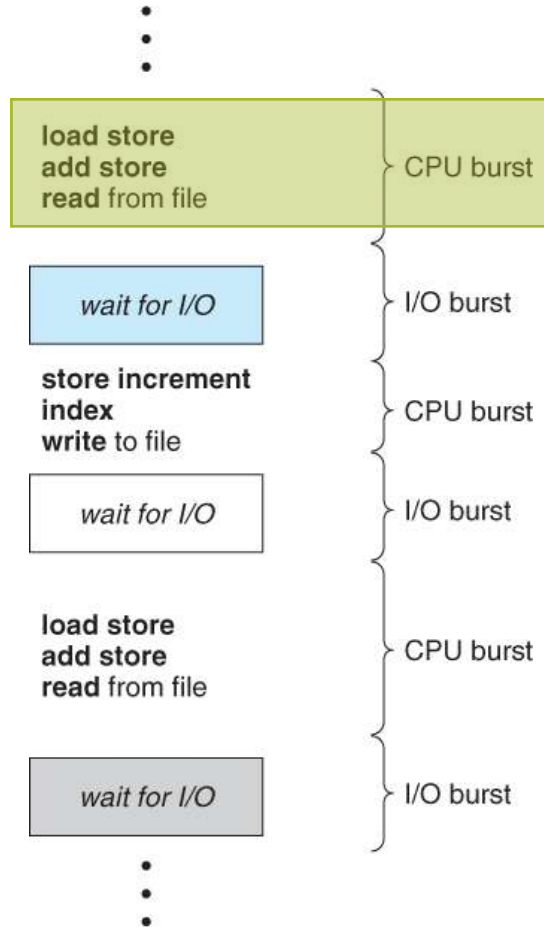 load store
add store
read from file
CPU burst
wait for I/O
I/O burst
store increment
index
write to file
CPU burst
wait for I/O
I/O burst
load store
add store
read from file
CPU burst
wait for I/O
I/O burst